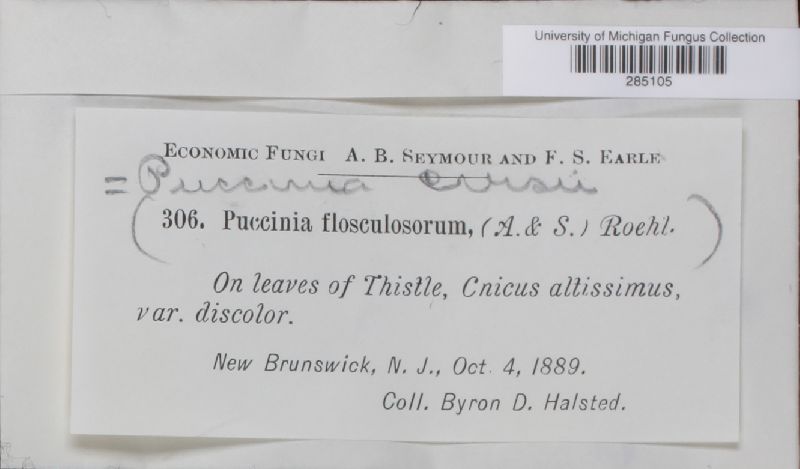 University of Michigan Fungus Collection
285105
Economic Fungi A. B. Seymour and F. S. Earle
= Puccinia cirsii
(306. Puccinia flosculosorum, (A. & S.) Roehl.)
On leaves of Thistle, Cnicus altissimus,
var. discolor.
New Brunswick, N. J., Oct. 4, 1889.
Coll. Byron D. Halsted.